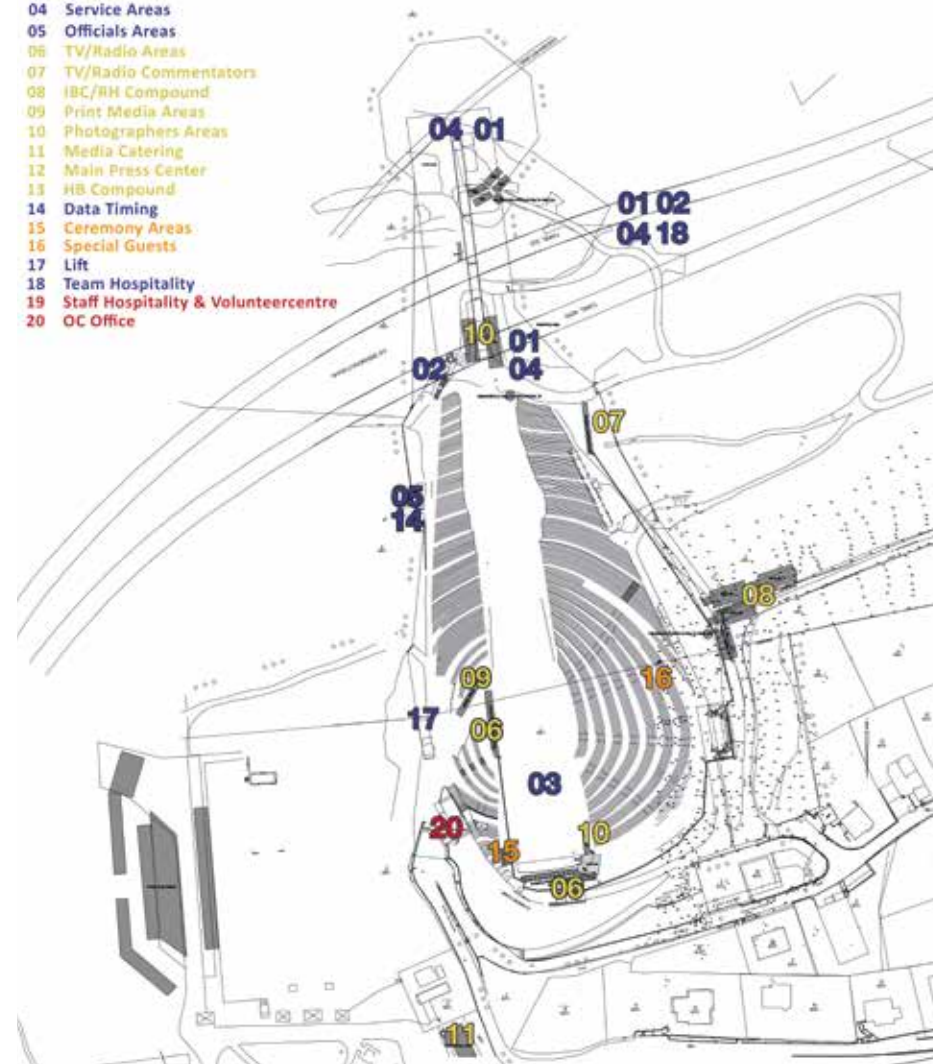 04 Service Areas
05 Officials Areas
06 TV/Radio Areas
07 TV/Radio Commentators
08 IBC/RH Compound
09 Print Media Areas
10 Photographers Areas
11 Media Catering
12 Main Press Center
13 HB Compound
14 Data Timing
15 Ceremony Areas
16 Special Guests
17 Lift
18 Team Hospitality
19 Staff Hospitality & Volunteercentre
20 OC Office
04 01
01 02
04 18
10
01
02
04
07
05
14
08
09
16
17
06
03
20
10
15
06
11